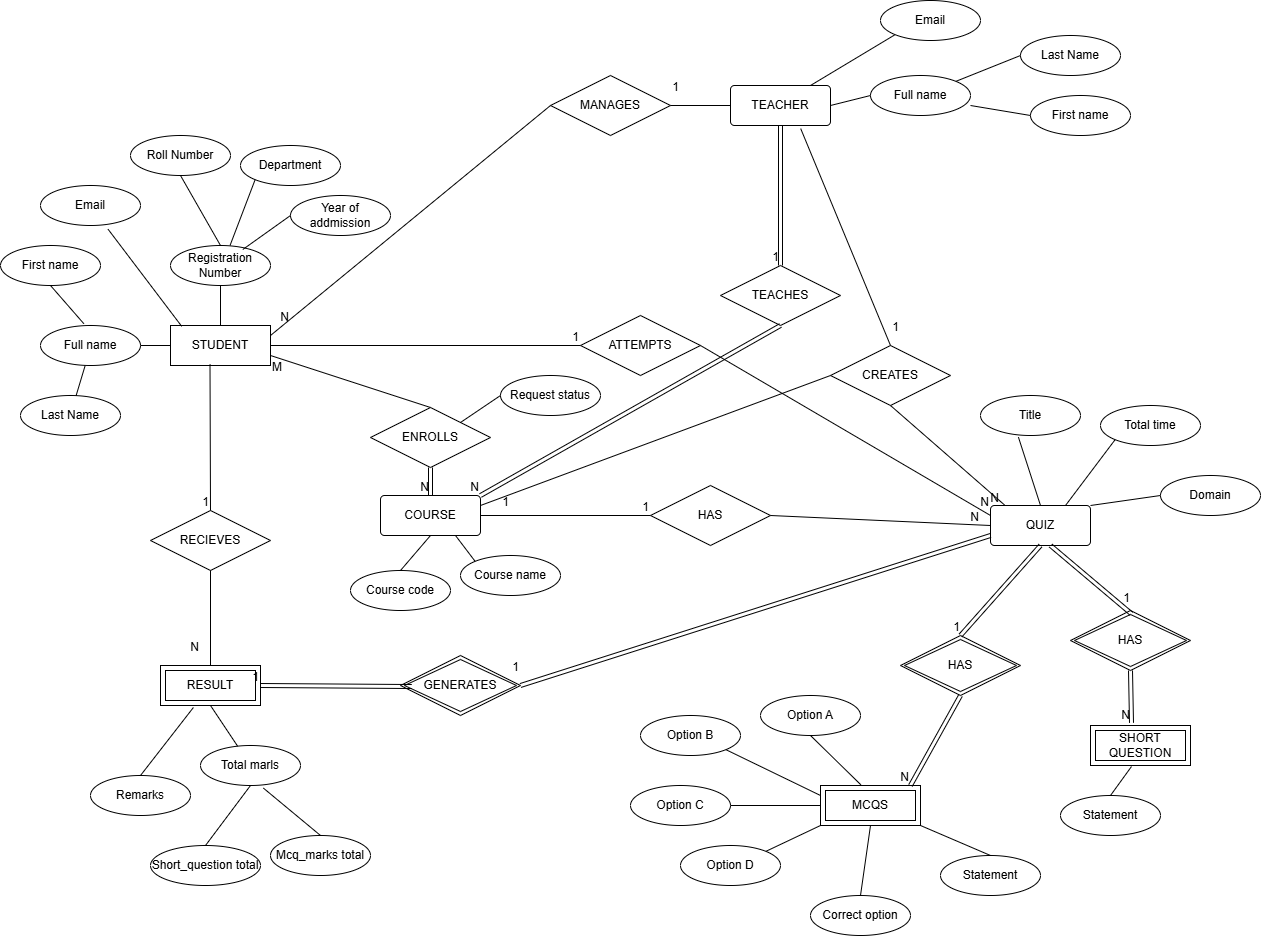 Email
Last Name
MANAGES
1
TEACHER
Full name
First name
Roll Number
Department
Email
Year of
addmission
First name
Registration
Number
1
TEACHES
N
STUDENT
Full name
1
ATTEMPTS
1
M
CREATES
Request status
Last Name
Title
Total time
ENROLLS
N
N
1
N
N
Domain
1
COURSE
1
HAS
N
QUIZ
RECIEVES
Course code
Course name
1
HAS
N
1
HAS
1
1
RESULT
GENERATES
Option A
N
Option B
SHORT
QUESTION
Total marls
N
Remarks
Option C
MCQS
Statement
Short_question total
Mcq_marks total
Option D
Statement
Correct option